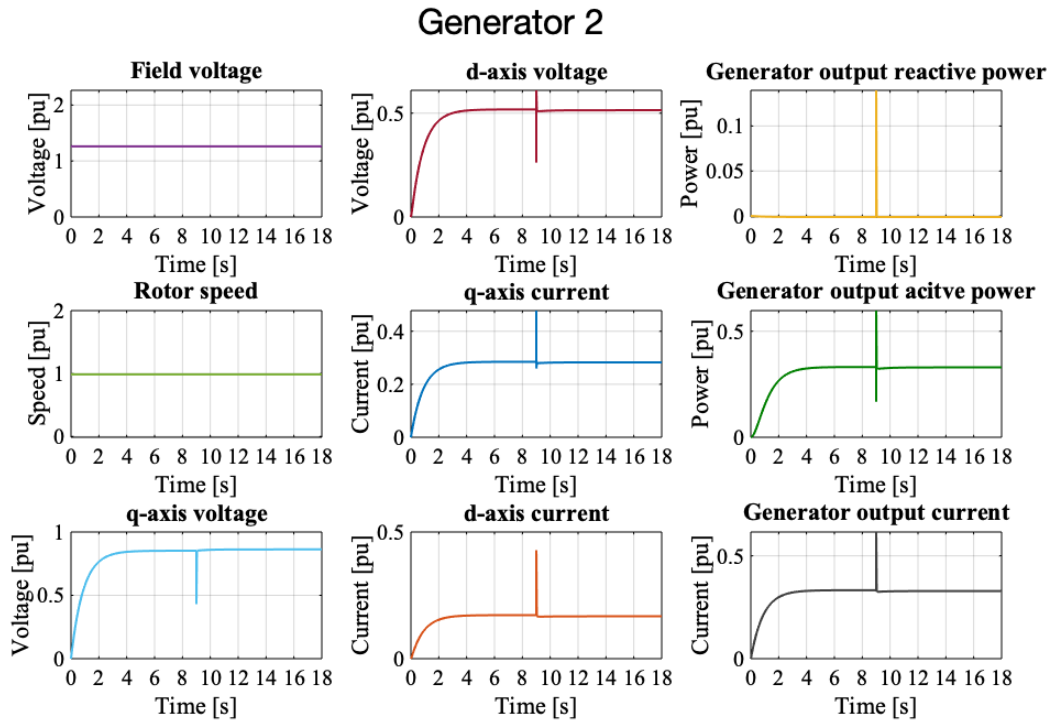 Generator 2
Field voltage
Voltage [pu]
2
1
0
0 2 4 6 8 10 12 14 16 18
Time [s]
d-axis voltage
Voltage [pu]
0.5
0
0 2 4 6 8 10 12 14 16 18
Time [s]
Generator output reactive power
Power [pu]
0.1
0.05
0
0 2 4 6 8 10 12 14 16 18
Time [s]
Rotor speed
Speed [pu]
2
1
0
0 2 4 6 8 10 12 14 16 18
Time [s]
q-axis current
Current [pu]
0.4
0.2
0
0 2 4 6 8 10 12 14 16 18
Time [s]
Generator output acitve power
Power [pu]
0.5
0
0 2 4 6 8 10 12 14 16 18
Time [s]
q-axis voltage
Voltage [pu]
1
0.5
0
0 2 4 6 8 10 12 14 16 18
Time [s]
d-axis current
Current [pu]
0.5
0
0 2 4 6 8 10 12 14 16 18
Time [s]
Generator output current
Current [pu]
0.5
0
0 2 4 6 8 10 12 14 16 18
Time [s]